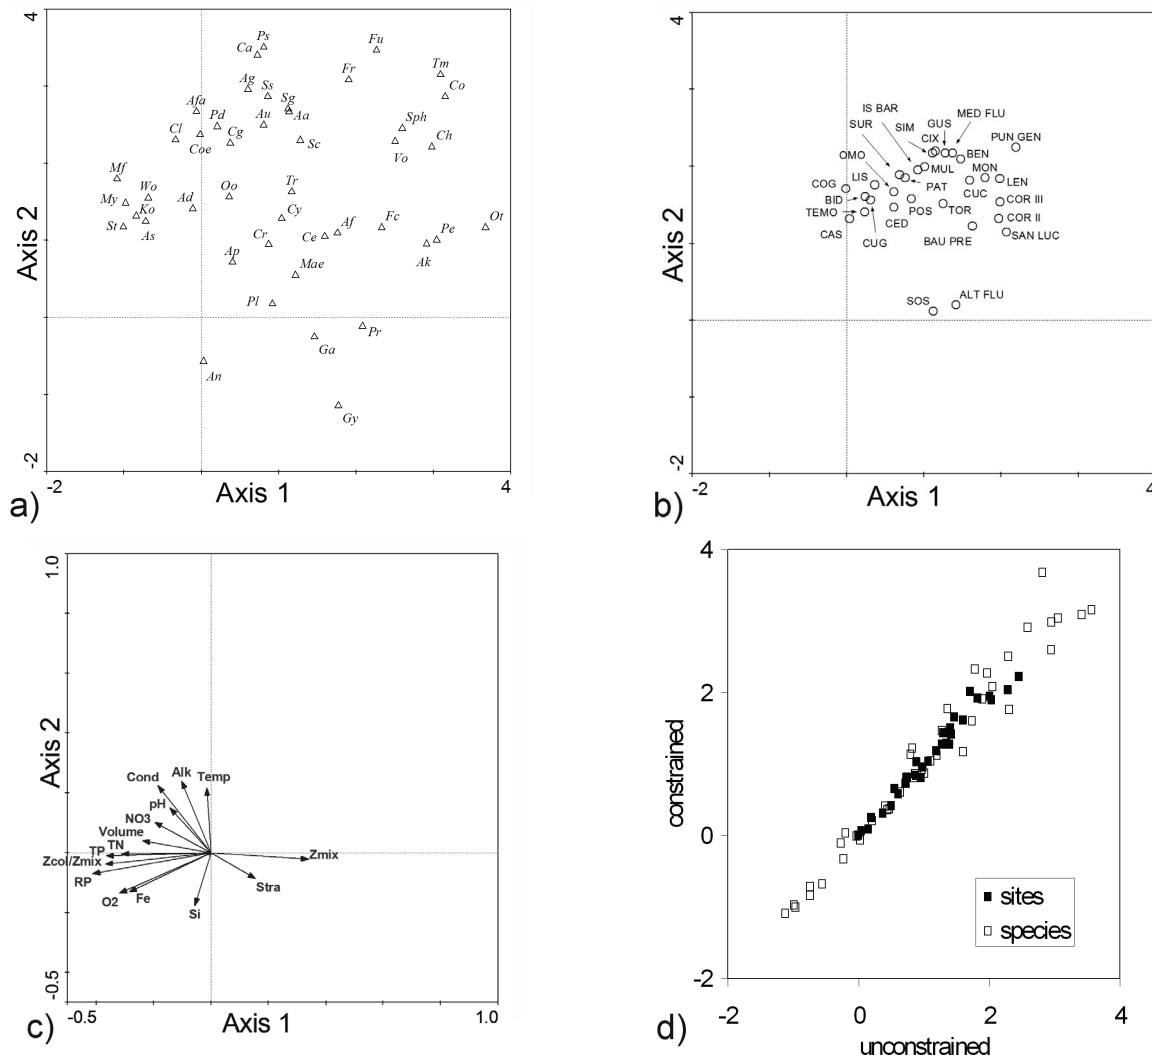 4
Axis 2
-2
Ps
Ca
Fu
Fr
Tm
Co
Ag
Ss
Afa
Sg
Pd
Au
Aa
Sph
Cl
Coe
Cg
Sc
Vo
Ch
Mf
Wo
Tr
My
Ko
Ad
Oo
St
As
Cy
Af
Fc
Ot
Cr
Ce
Pe
Ap
Mae
Ak
Pl
Pr
Ga
An
Gy
-2
Axis 1
4
a)
4
Axis 2
-2
IS BAR
SUR
SIM
CIX
GUS
MED FLU
PUN GEN
OMO
BEN
MUL
MON
LIS
COG
PAT
CUC
LEN
BID
COR III
TEMO
POS
TOR
COR II
CAS
CED
CUG
BAU PRE
SAN LUC
SOS
ALT FLU
-2
Axis 1
4
b)
1.0
Axis 2
-0.5
Cond
Alk
Temp
pH
NO3
Volume
TN
TP
Zcol/Zmix
Zmix
RP
Stra
O2
Fe
Si
-0.5
Axis 1
1.0
c)
4
2
0
-2
constrained
sites
species
-2
0
2
4
unconstrained
d)